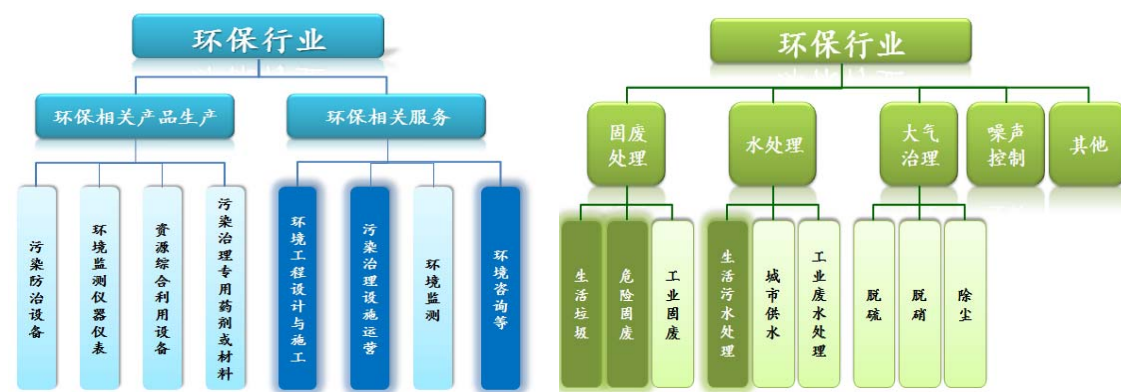 环保行业
环保相关产品生产
环保相关服务
污染防治设备
环境监测仪器仪表
资源综合利用设备
污染治理专用药剂或材料
环境工程设计与施工
污染治理设施运营
环境监测
环境咨询等
环保行业
固废
处理
水处理
大气
治理
噪声
控制
其他
生活垃圾
危险固废
工业固废
生活污水处理
城市供水
工业废水处理
脱硫
脱硝
除尘